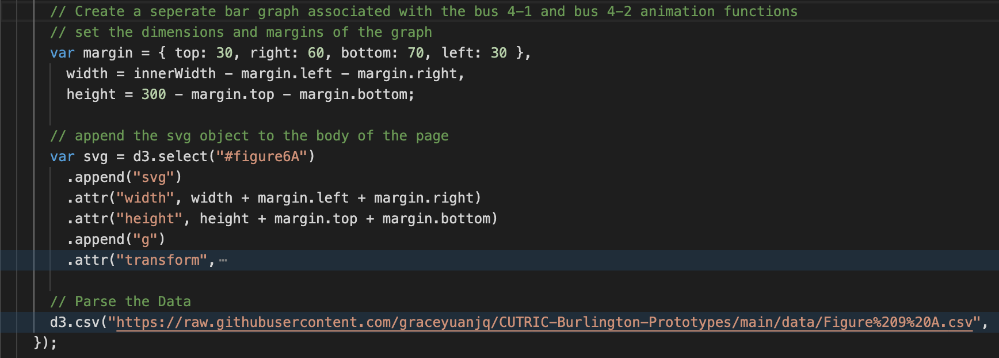 // Create a seperate bar graph associated with the bus 4-1 and bus 4-2 animation functions
// set the dimensions and margins of the graph
var margin = { top: 30, right: 60, bottom: 70, left: 30 },
width = innerWidth - margin.left - margin.right,
height = 300 - margin.top - margin.bottom;
// append the svg object to the body of the page
var svg = d3.select("#figure6A")
.append("svg")
.attr("width", width + margin.left + margin.right)
.attr("height", height + margin.top + margin.bottom)
.append("g")
.attr("transform", ⋯
// Parse the Data
d3.csv("https://raw.githubusercontent.com/graceyuanjq/CUTRIC-Burlington-Prototypes/main/data/Figure%209%20A.csv",
});